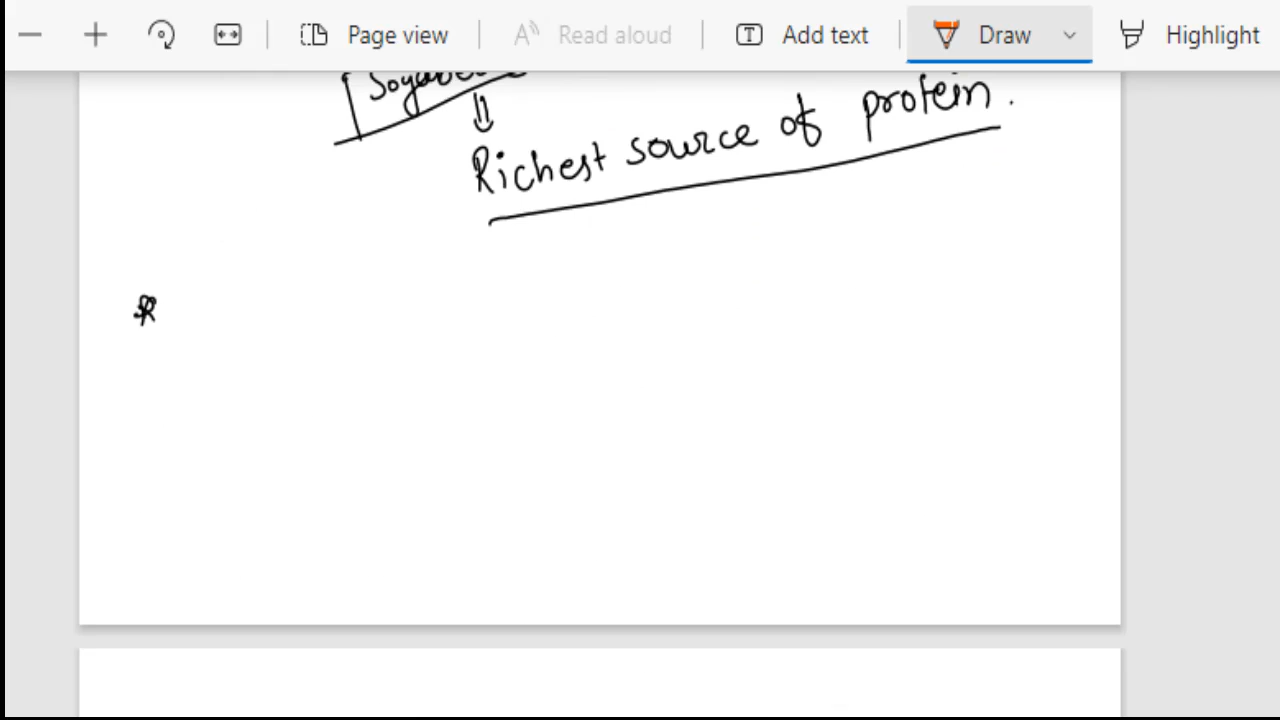 Page view Read aloud Add text Draw Highlight
Richest source of protein.
*